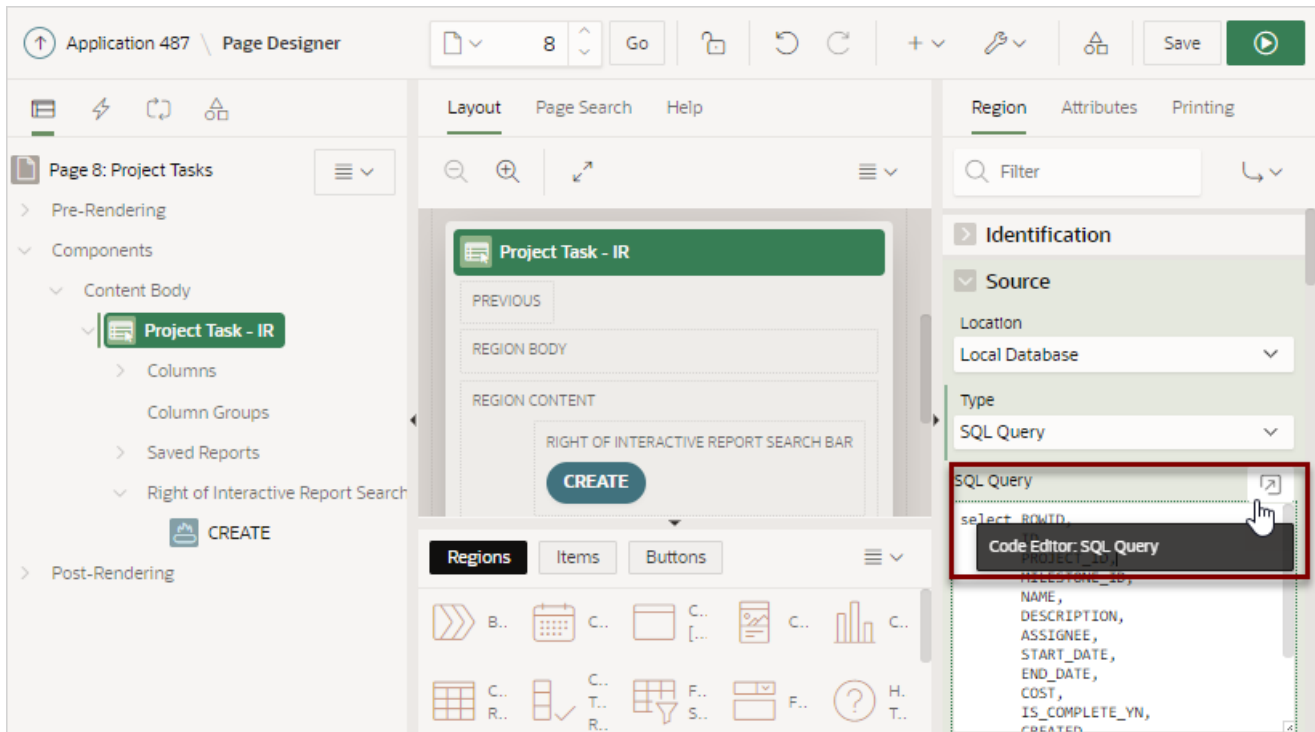 Application 487 \ Page Designer
8
Go
Save
Page 8: Project Tasks
Pre-Rendering
Components
Content Body
Project Task - IR
Columns
Column Groups
Saved Reports
Right of Interactive Report Search
CREATE
Post-Rendering
Layout Page Search Help
Project Task - IR
PREVIOUS
REGION BODY
REGION CONTENT
RIGHT OF INTERACTIVE REPORT SEARCH BAR
CREATE
Regions Items Buttons
B.. C.. C.. [... C.. C..
C.. R.. C.. T.. R.. F.. S.. F.. H. T..
Region Attributes Printing
Filter
Identification
Source
Location
Local Database
Type
SQL Query
SQL Query
select ROWID,
Code Editor: SQL Query
PROJECT_ID,
MILESTONE_ID,
NAME,
DESCRIPTION,
ASSIGNEE,
START_DATE,
END_DATE,
COST,
IS_COMPLETE_YN,
CREATED